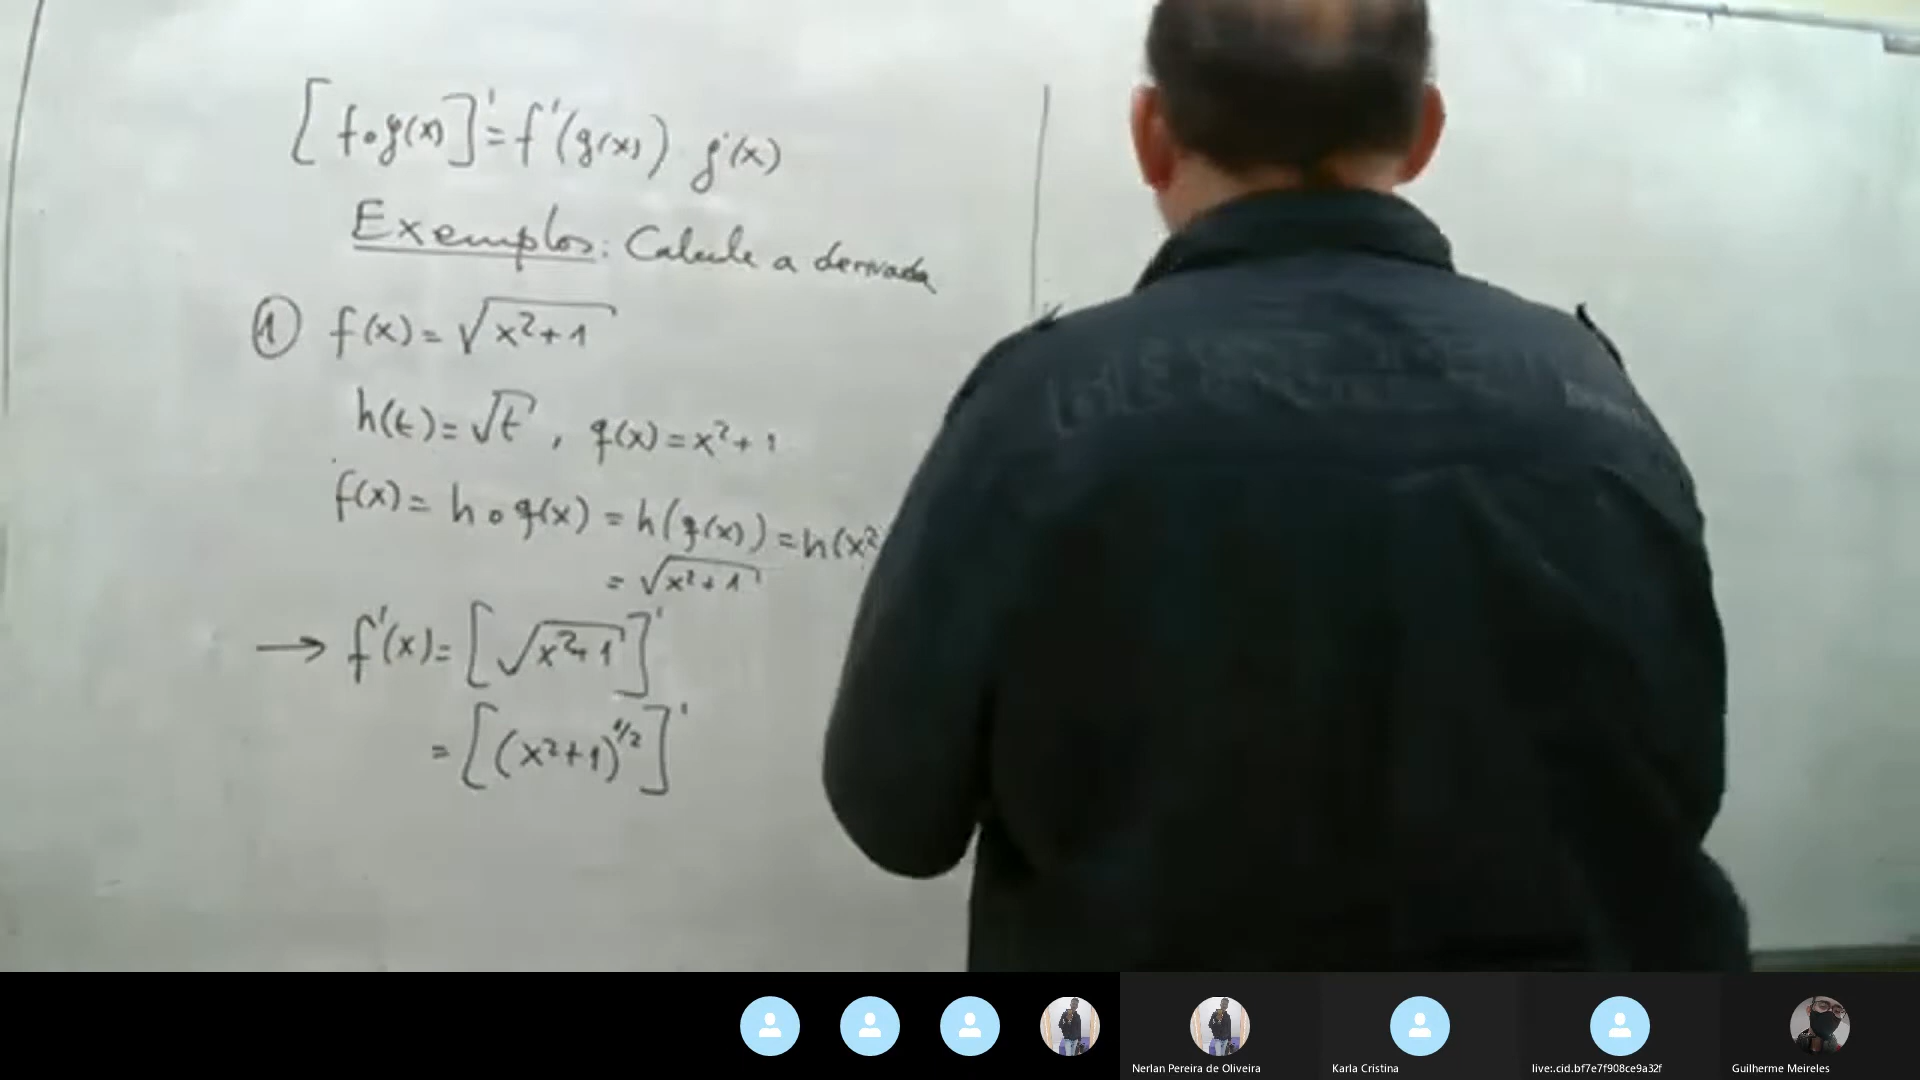 [f∘g(x)]' = f'(g(x)) g'(x)
Exemplos: Calcule a derivada
① f(x) = √(x²+1)
h(t) = √t , g(x) = x²+1
f(x) = h∘g(x) = h(g(x)) = h(x²
= √(x²+1)
→ f'(x) = [√(x²+1)]'
= [(x²+1)^1/2]'
Nerlan Pereira de Oliveira
Karla Cristina
live:.cid.bf7e7f908ce9a32f
Guilherme Meireles